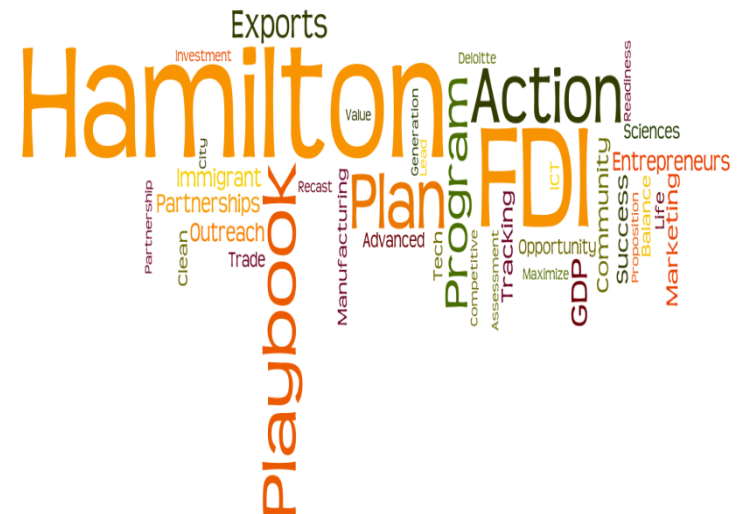 Exports
Investment
Hamilton
Value
Deloitte
Action
Readiness
Generation
Lead
Program
FDI
ICT
Sciences
Entrepreneurs
City
Immigrant
Partnerships
Partnership
Clean
Outreach
Trade
Playbook
Recast
Manufacturing
Plan
Advanced
Tech
Competitive
Assessment
Tracking
Opportunity
Maximize
GDP
Community
Success
Proposition
Balance
Life
Marketing